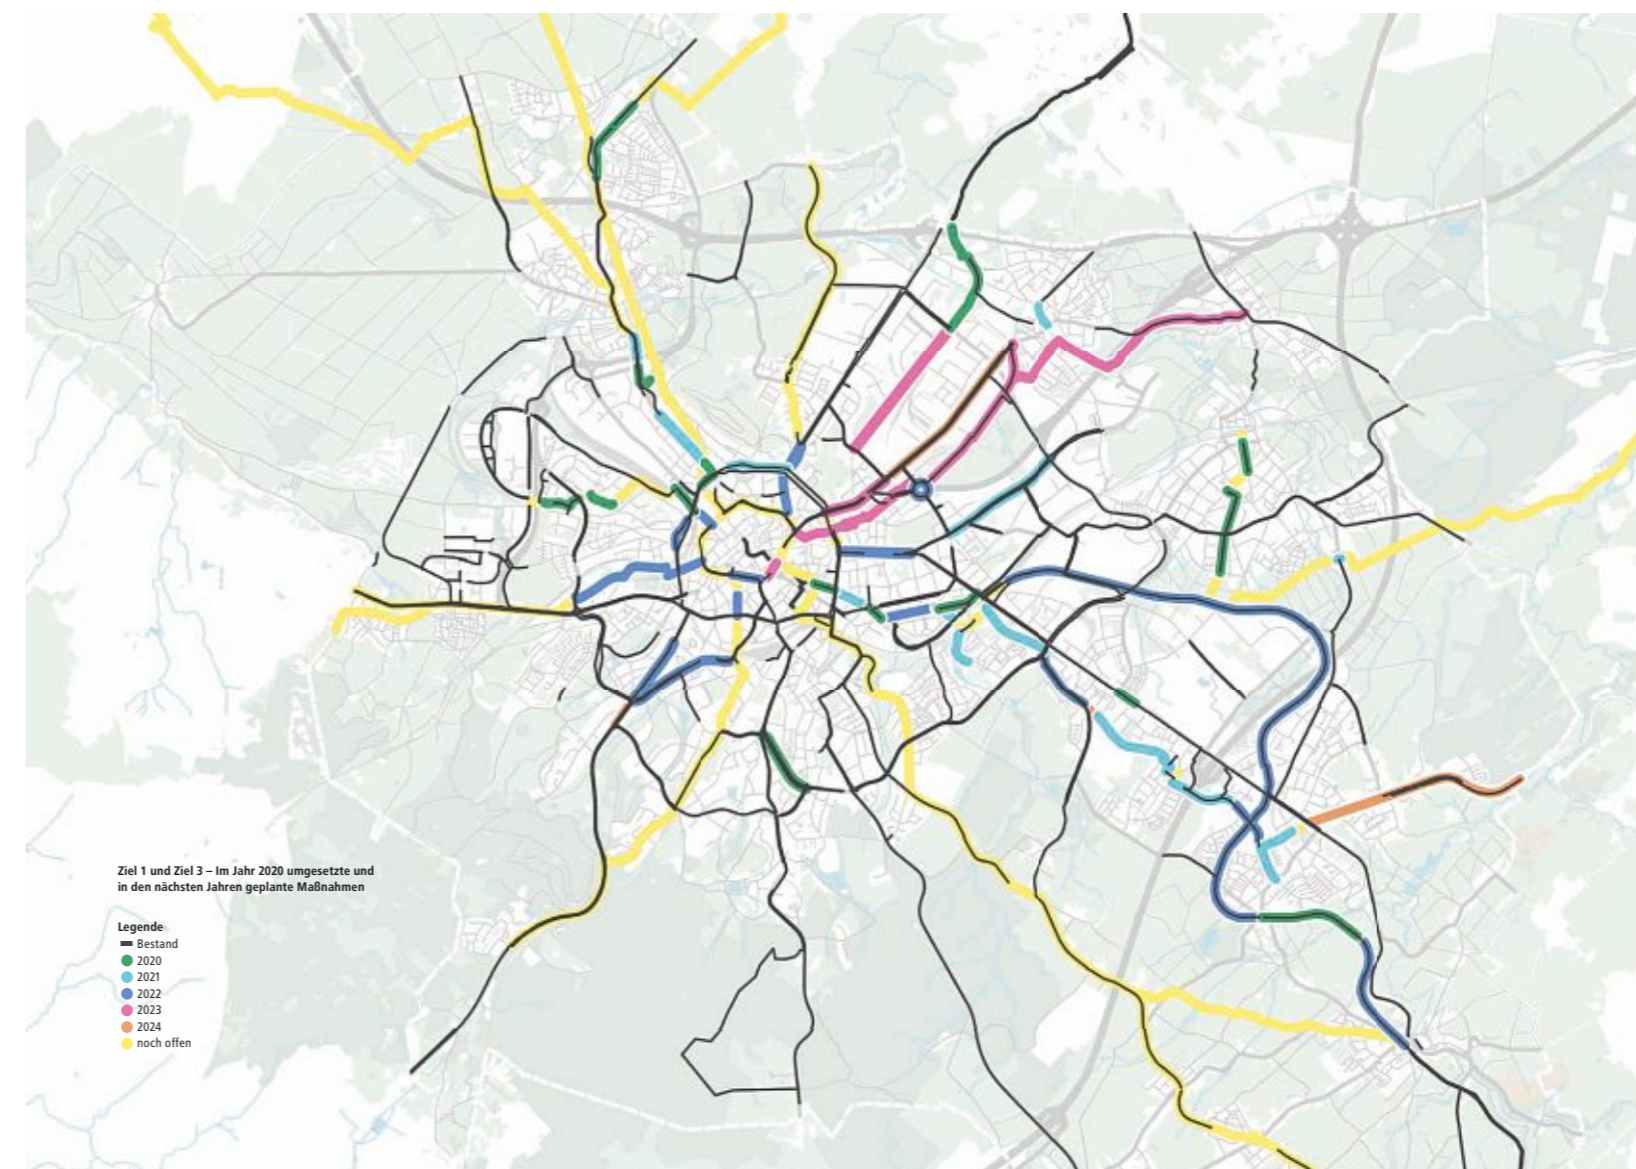 Ziel 1 und Ziel 3 – Im Jahr 2020 umgesetzte und
in den nächsten Jahren geplante Maßnahmen
Legende
Bestand
2020
2021
2022
2023
2024
noch offen